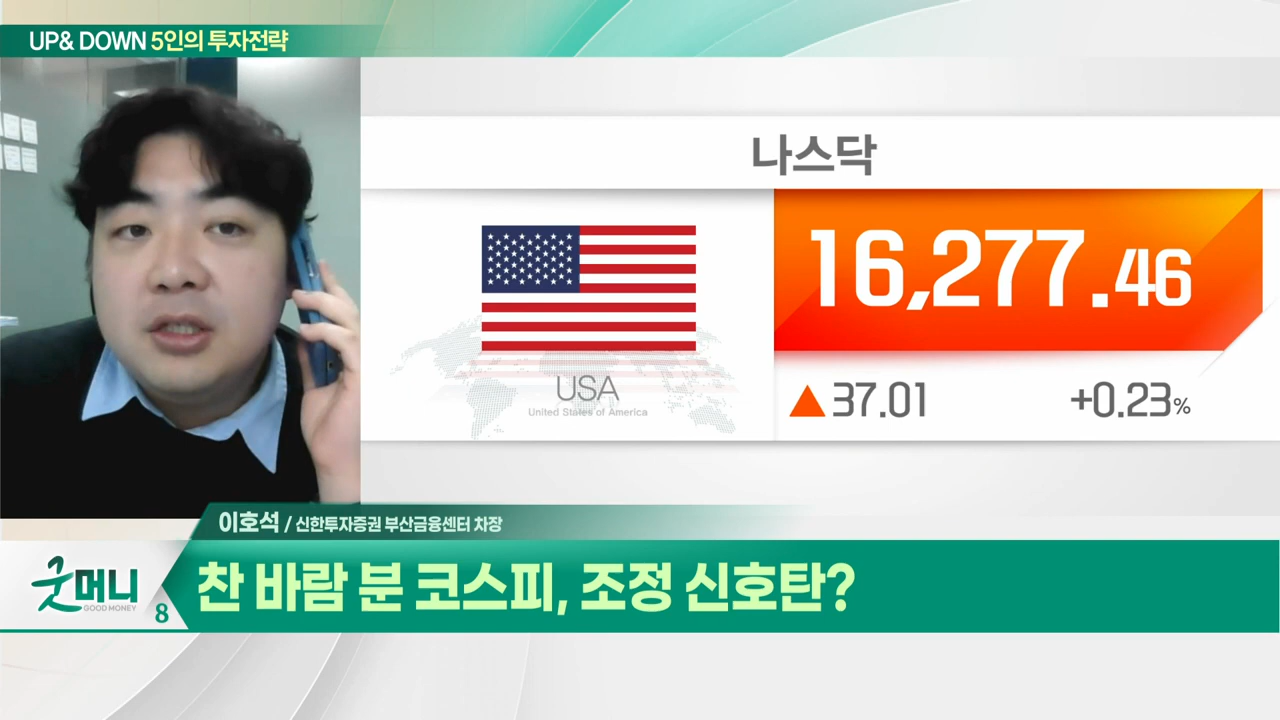 UP& DOWN 5인의 투자전략
나스닥
16,277.46
USA
United States of America
▲37.01 +0.23%
이호석 / 신한투자증권 부산금융센터 차장
굿머니
GOOD MONEY
8
찬 바람 분 코스피, 조정 신호탄?